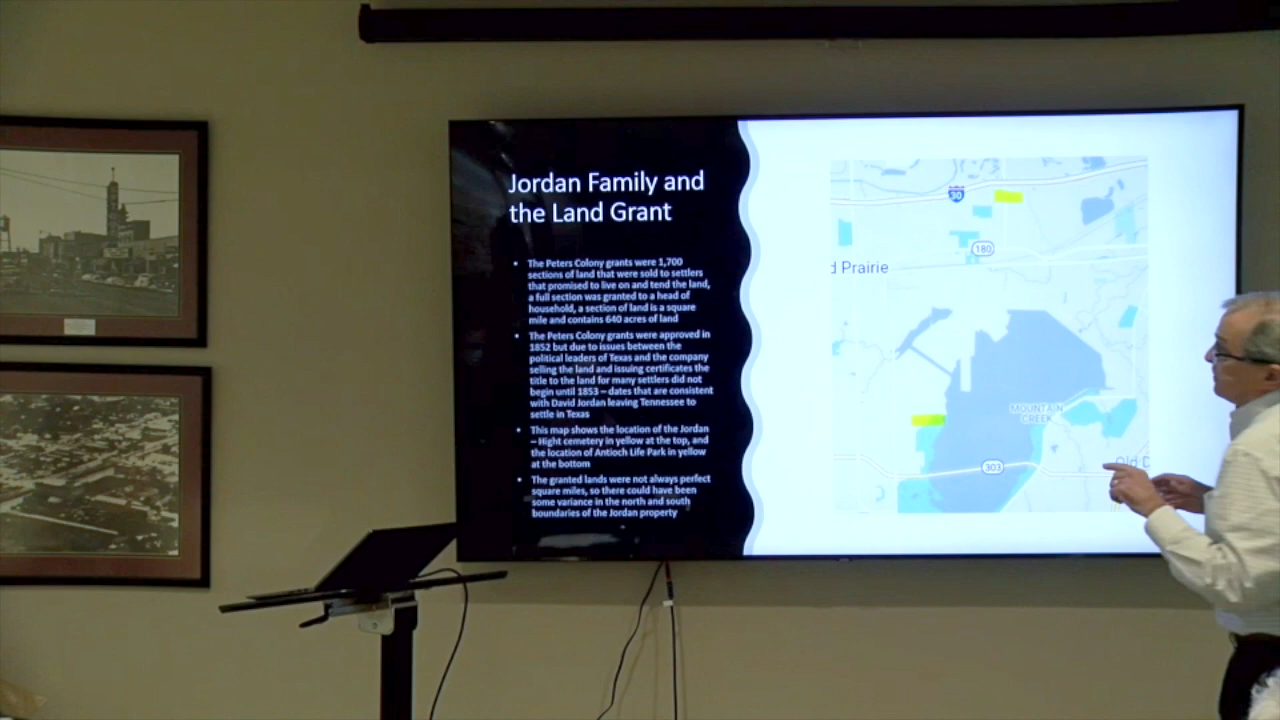 Jordan Family and
the Land Grant
• The Peters Colony grants were 1,700
sections of land that were sold to settlers
that promised to live on and tend the land,
a full section was granted to a head of
household, a section of land is a square
mile and contains 640 acres of land
• The Peters Colony grants were approved in
1852 but due to issues between the
political leaders of Texas and the company
selling the land and issuing certificates the
title to the land for many settlers did not
begin until 1853 – dates that are consistent
with David Jordan leaving Tennessee to
settle in Texas
• This map shows the location of the Jordan
– Hight cemetery in yellow at the top, and
the location of Antioch Life Park in yellow
at the bottom
• The granted lands were not always perfect
square miles, so there could have been
some variance in the north and south
boundaries of the Jordan property
30
180
d Prairie
MOUNTAIN
CREEK
303
Old D